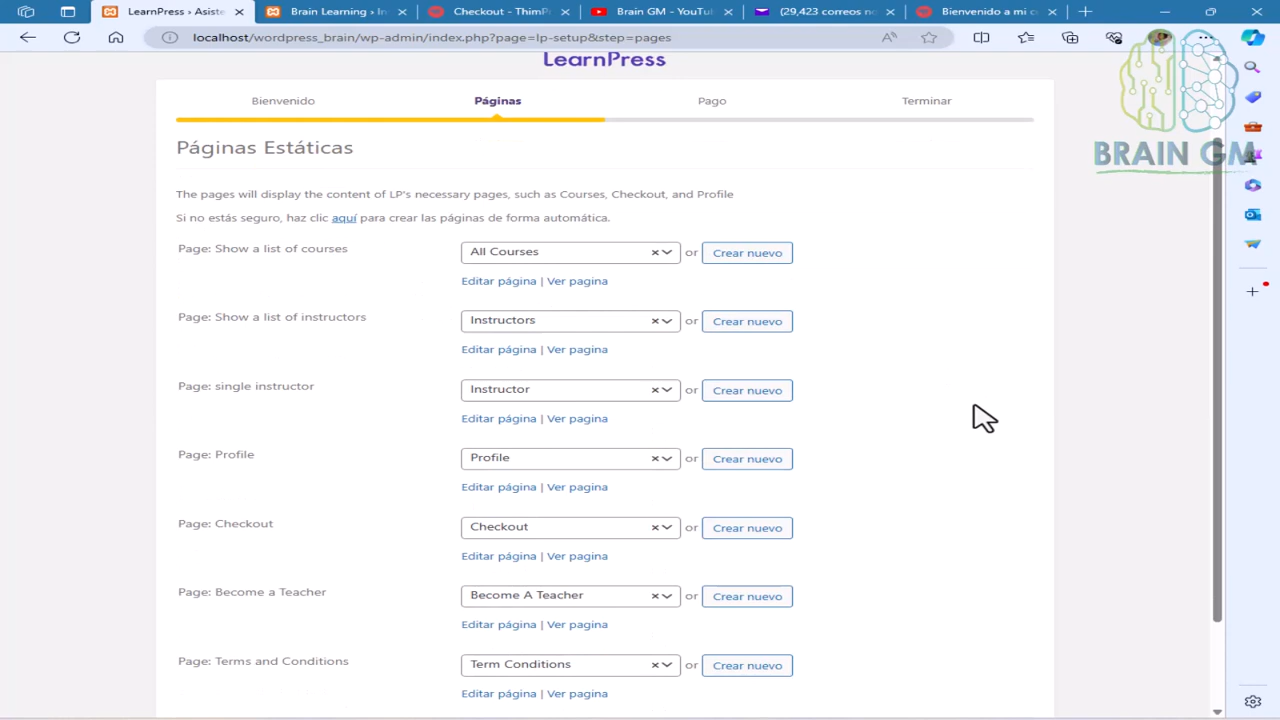 LearnPress › Asiste
Brain Learning › In
Checkout - ThimPr
Brain GM - YouTu
(29,423 correos n
Bienvenido a mi c
localhost/wordpress_brain/wp-admin/index.php?page=lp-setup&step=pages
LearnPress
Bienvenido
Páginas
Pago
Terminar
BRAIN GM
Páginas Estáticas
The pages will display the content of LP's necessary pages, such as Courses, Checkout, and Profile
Si no estás seguro, haz clic aquí para crear las páginas de forma automática.
Page: Show a list of courses
All Courses
or
Crear nuevo
Editar página | Ver pagina
Page: Show a list of instructors
Instructors
or
Crear nuevo
Editar página | Ver pagina
Page: single instructor
Instructor
or
Crear nuevo
Editar página | Ver pagina
Page: Profile
Profile
or
Crear nuevo
Editar página | Ver pagina
Page: Checkout
Checkout
or
Crear nuevo
Editar página | Ver pagina
Page: Become a Teacher
Become A Teacher
or
Crear nuevo
Editar página | Ver pagina
Page: Terms and Conditions
Term Conditions
or
Crear nuevo
Editar página | Ver pagina